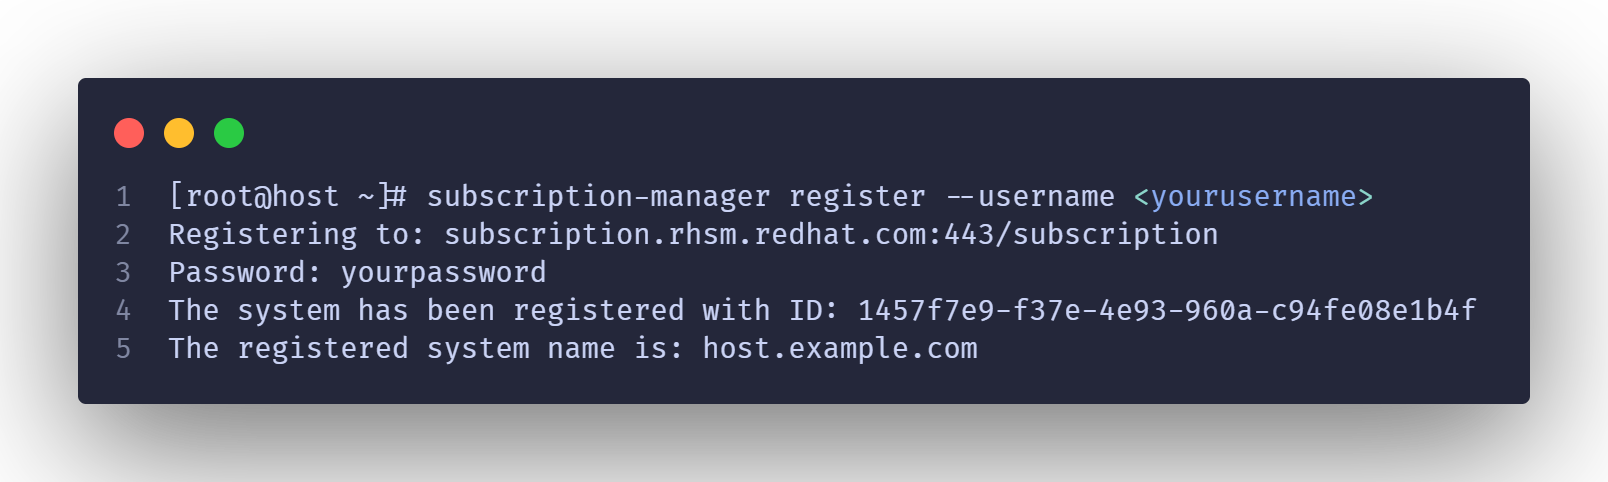 1 [root@host ~]# subscription-manager register --username <yourusername>
2 Registering to: subscription.rhsm.redhat.com:443/subscription
3 Password: yourpassword
4 The system has been registered with ID: 1457f7e9-f37e-4e93-960a-c94fe08e1b4f
5 The registered system name is: host.example.com